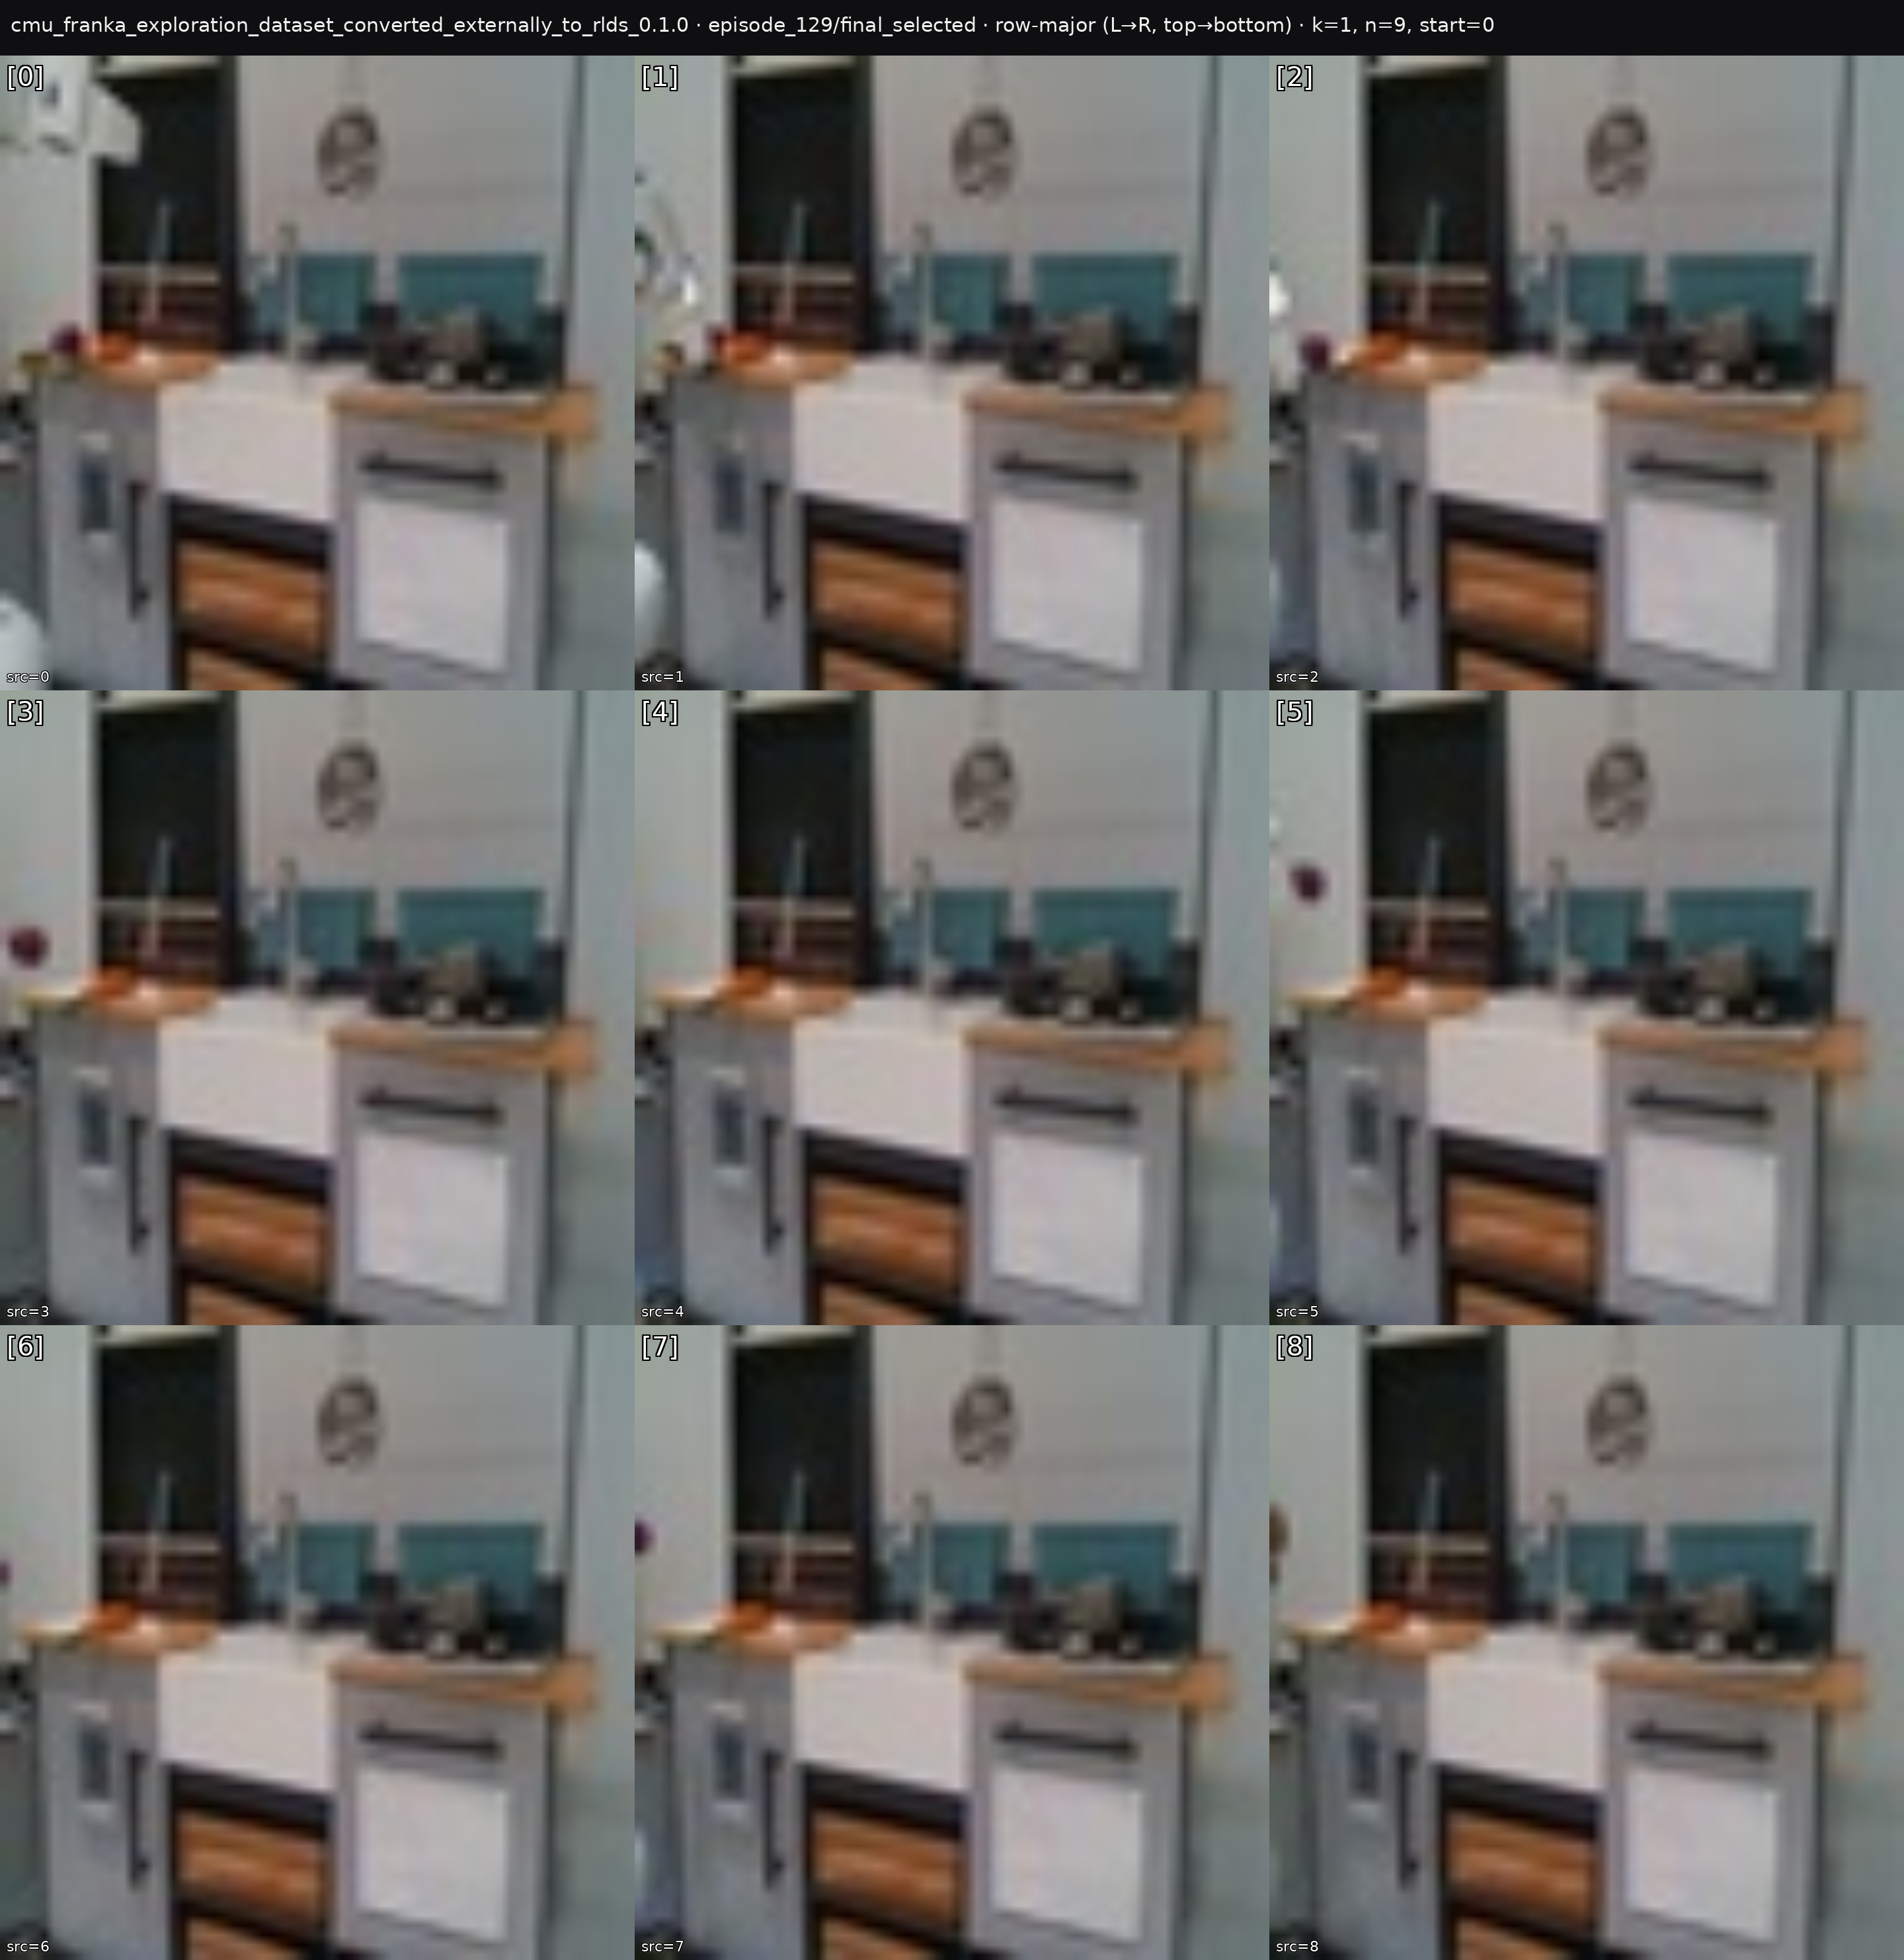 cmu_franka_exploration_dataset_converted_externally_to_rlds_0.1.0 · episode_129/final_selected · row-major (L→R, top→bottom) · k=1, n=9, start=0
[0]
[1]
[2]
src=0
src=1
src=2
[3]
[4]
[5]
src=3
src=4
src=5
[6]
[7]
[8]
src=6
src=7
src=8